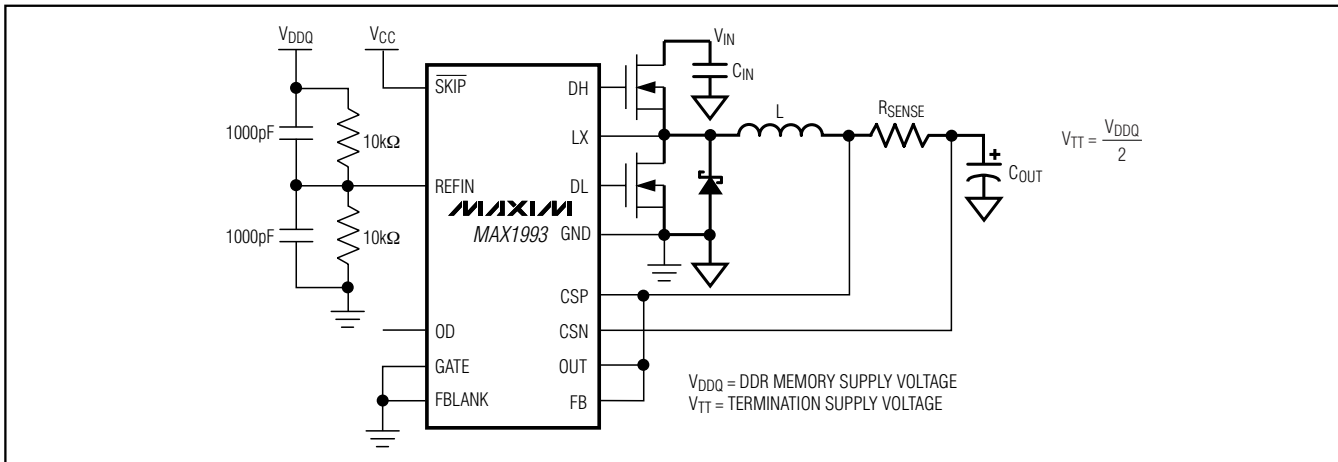 VDDQ
VCC
VIN
SKIP
DH
CIN
1000pF
10kΩ
LX
L
RSENSE
VTT = VDDQ
2
REFIN
DL
COUT
+
MAXIM
MAX1993
1000pF
10kΩ
GND
CSP
OD
CSN
GATE
OUT
VDDQ = DDR MEMORY SUPPLY VOLTAGE
FBLANK
FB
VTT = TERMINATION SUPPLY VOLTAGE